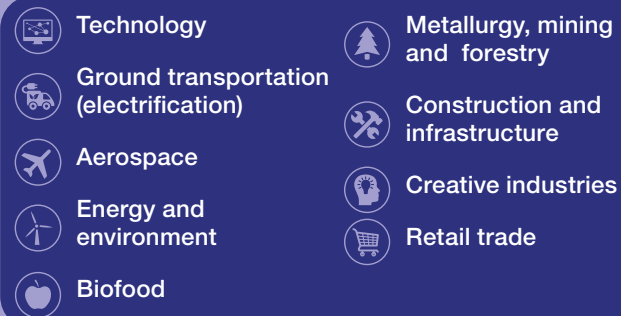 Technology
Ground transportation
(electrification)
Aerospace
Energy and
environment
Biofood
Metallurgy, mining
and forestry
Construction and
infrastructure
Creative industries
Retail trade